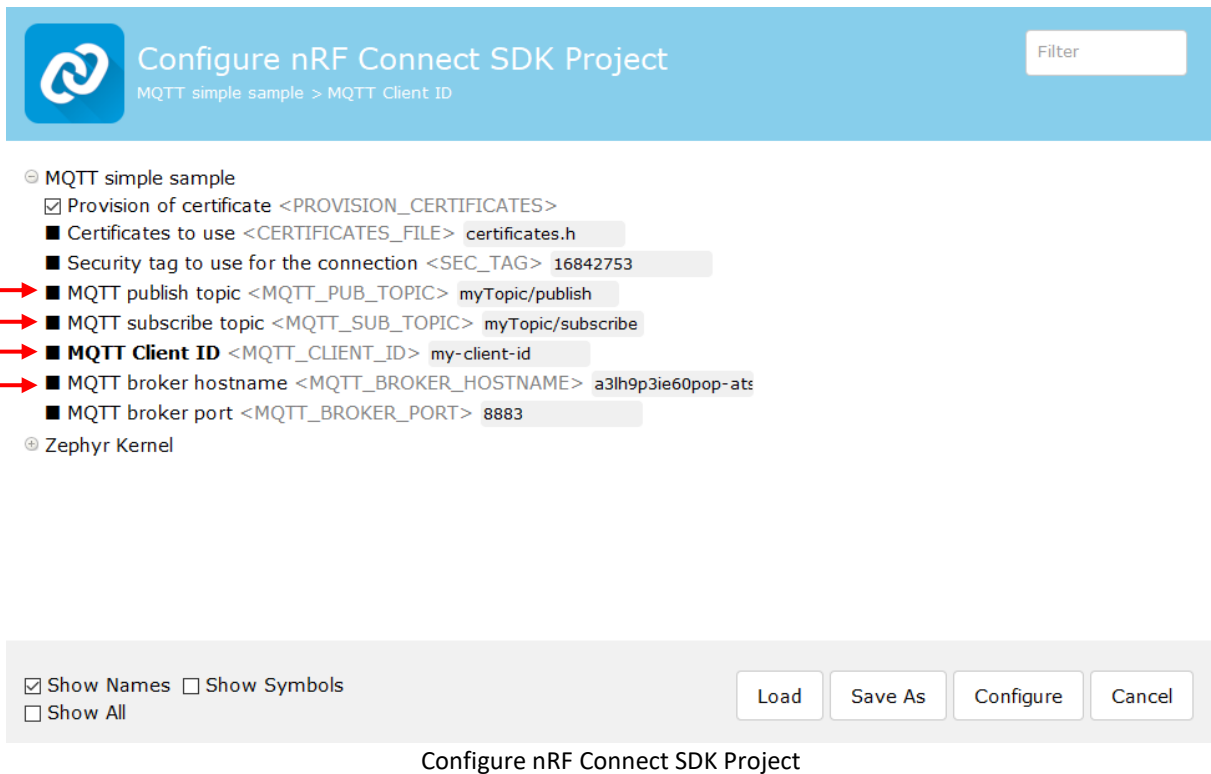 Configure nRF Connect SDK Project
MQTT simple sample > MQTT Client ID
Filter
MQTT simple sample
Provision of certificate <PROVISION_CERTIFICATES>
Certificates to use <CERTIFICATES_FILE> certificates.h
Security tag to use for the connection <SEC_TAG> 16842753
MQTT publish topic <MQTT_PUB_TOPIC> myTopic/publish
MQTT subscribe topic <MQTT_SUB_TOPIC> myTopic/subscribe
MQTT Client ID <MQTT_CLIENT_ID> my-client-id
MQTT broker hostname <MQTT_BROKER_HOSTNAME> a3lh9p3ie60pop-ats
MQTT broker port <MQTT_BROKER_PORT> 8883
Zephyr Kernel
Show Names Show Symbols
Show All
Load Save As Configure Cancel
Configure nRF Connect SDK Project